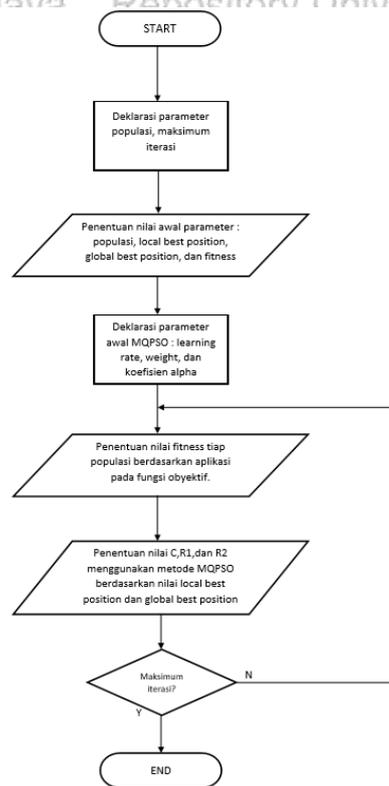 START
Deklarasi parameter
populasi, maksimum
iterasi
Penentuan nilai awal parameter :
populasi, local best position,
global best position, dan fitness
Deklarasi parameter
awal MQPSO : learning
rate, weight, dan
koefisien alpha
Penentuan nilai fitness tiap
populasi berdasarkan aplikasi
pada fungsi obyektif.
Penentuan nilai C,R1,dan R2
menggunakan metode MQPSO
berdasarkan nilai local best
position dan global best position
Maksimum
iterasi?
N
Y
END